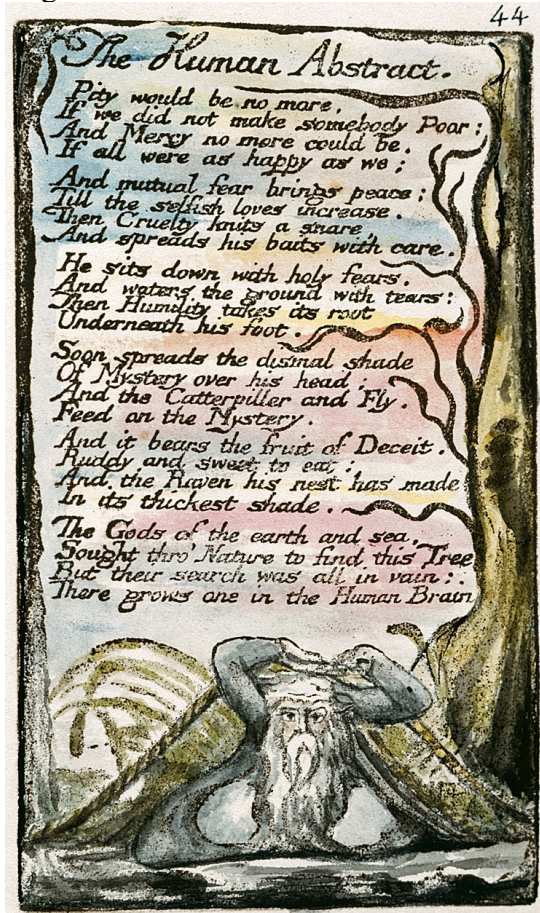 44
The Human Abstract.
Pity would be no more,
If we did not make somebody Poor:
And Mercy no more could be,
If all were as happy as we;
And mutual fear brings peace:
Till the selfish loves increase.
Then Cruelty knits a snare,
And spreads his baits with care.
He sits down with holy fears,
And waters the ground with tears:
Then Humility takes its root
Underneath his foot.
Soon spreads the dismal shade
Of Mystery over his head:
And the Catterpiller and Fly,
Feed on the Mystery.
And it bears the fruit of Deceit,
Ruddy and sweet to eat:
And the Raven his nest has made
In its thickest shade.
The Gods of the earth and sea,
Sought thro' Nature to find this Tree
But their search was all in vain:
There grows one in the Human Brain